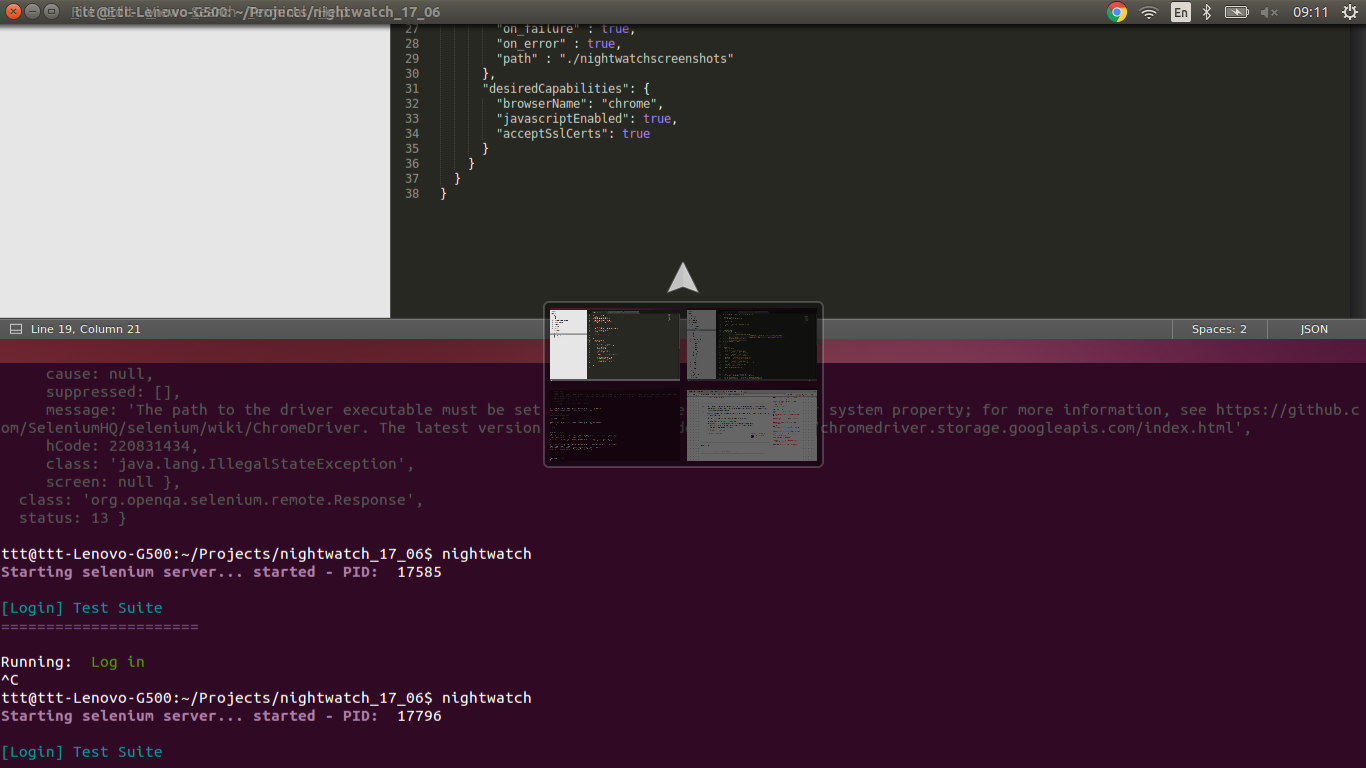 ttt@ttt-Lenovo-G500: ~/Projects/nightwatch_17_06
En
09:11
27 "on_failure" : true,
28 "on_error" : true,
29 "path" : "./nightwatchscreenshots"
30 },
31 "desiredCapabilities": {
32 "browserName": "chrome",
33 "javascriptEnabled": true,
34 "acceptSslCerts": true
35 }
36 }
37 }
38 }
Line 19, Column 21
Spaces: 2
JSON
cause: null,
suppressed: [],
message: 'The path to the driver executable must be set system property; for more information, see https://github.c
om/SeleniumHQ/selenium/wiki/ChromeDriver. The latest version chromedriver.storage.googleapis.com/index.html',
hCode: 220831434,
class: 'java.lang.IllegalStateException',
screen: null },
class: 'org.openqa.selenium.remote.Response',
status: 13 }
ttt@ttt-Lenovo-G500:~/Projects/nightwatch_17_06$ nightwatch
Starting selenium server... started - PID: 17585
[Login] Test Suite
======================
Running: Log in
^C
ttt@ttt-Lenovo-G500:~/Projects/nightwatch_17_06$ nightwatch
Starting selenium server... started - PID: 17796
[Login] Test Suite